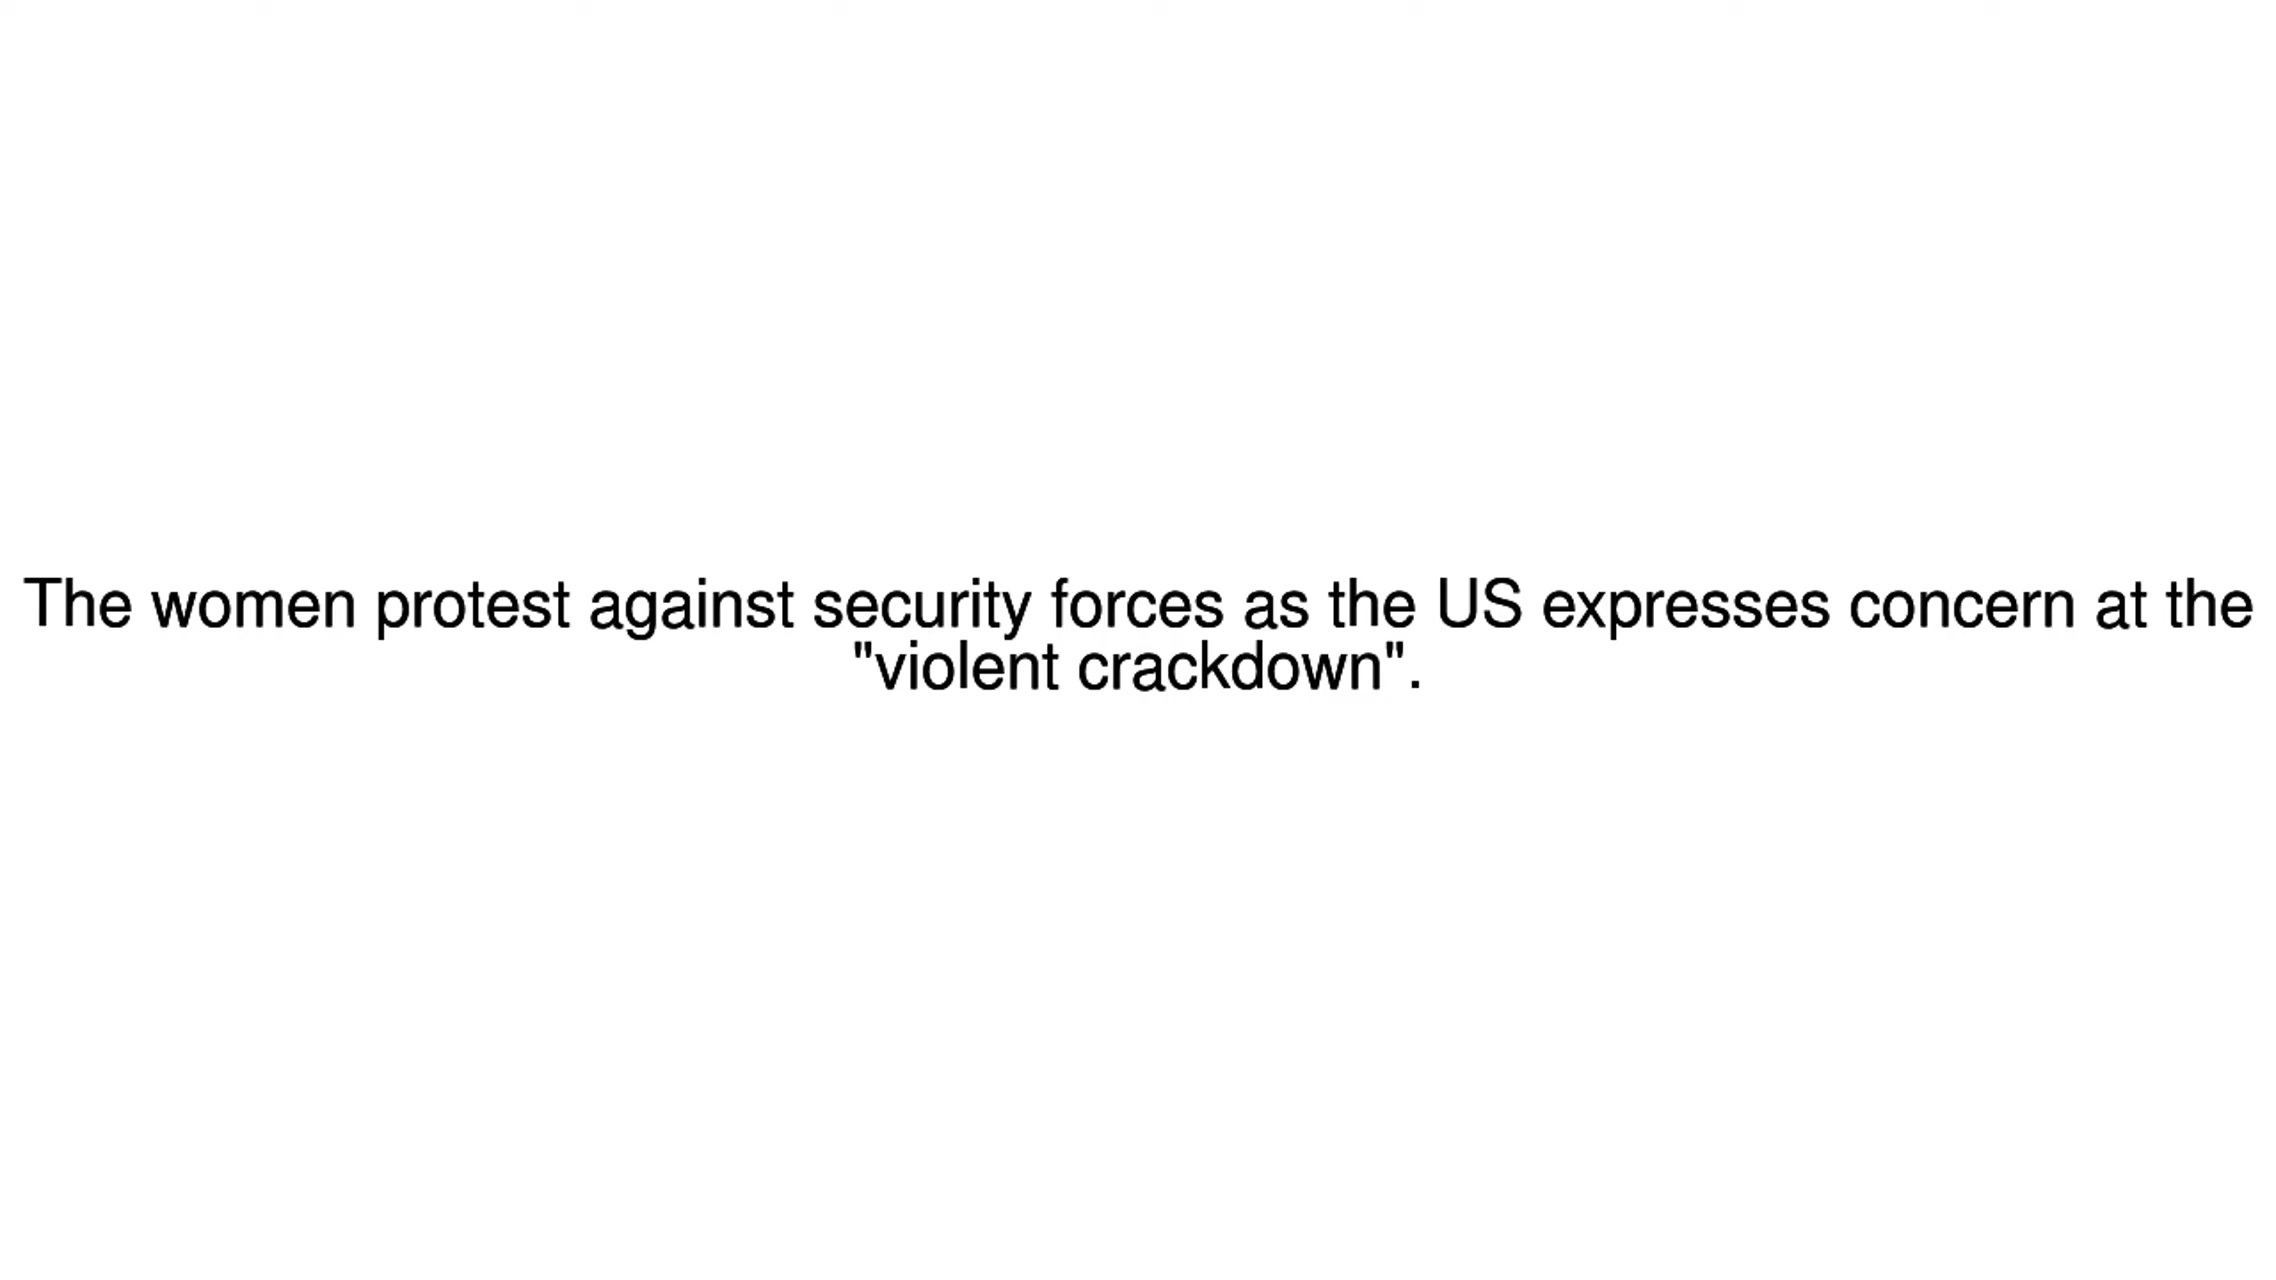 The women protest against security forces as the US expresses concern at the
"violent crackdown".